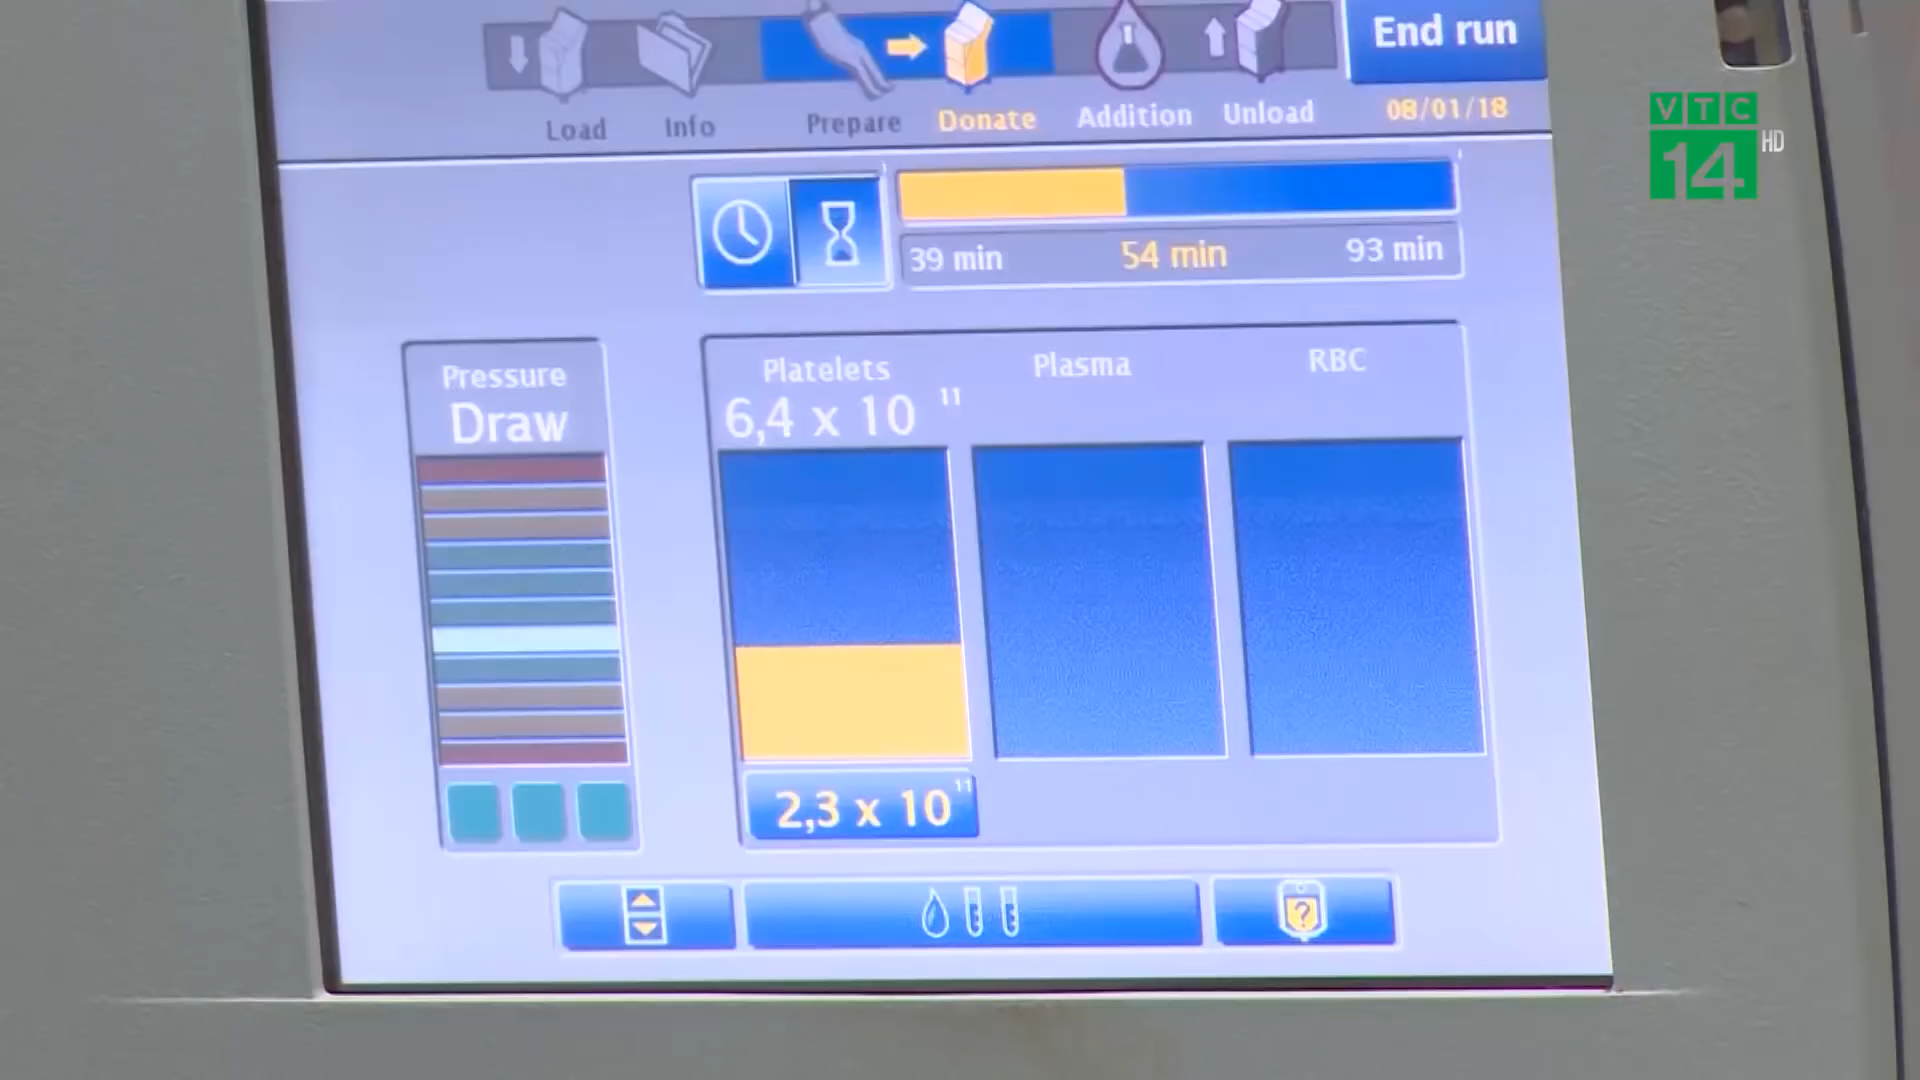 End run
Load Info Prepare Donate Addition Unload 08/01/18
VTC
14 HD
39 min 54 min 93 min
Pressure
Draw
Platelets Plasma RBC
6,4 x 10 11
2,3 x 10 11
?